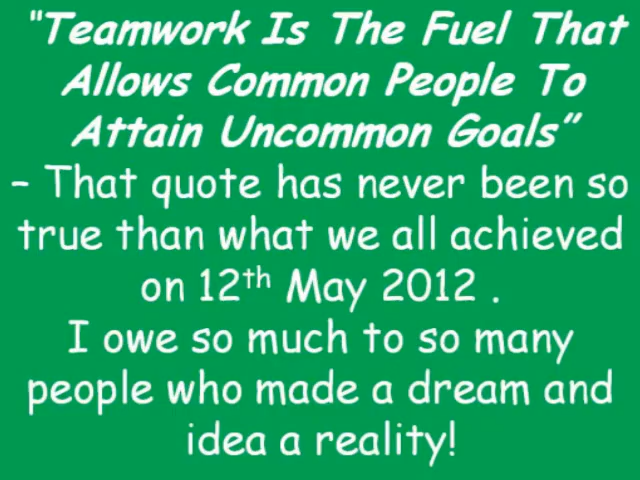 “Teamwork Is The Fuel That
Allows Common People To
Attain Uncommon Goals”
– That quote has never been so
true than what we all achieved
on 12th May 2012 .
I owe so much to so many
people who made a dream and
idea a reality!